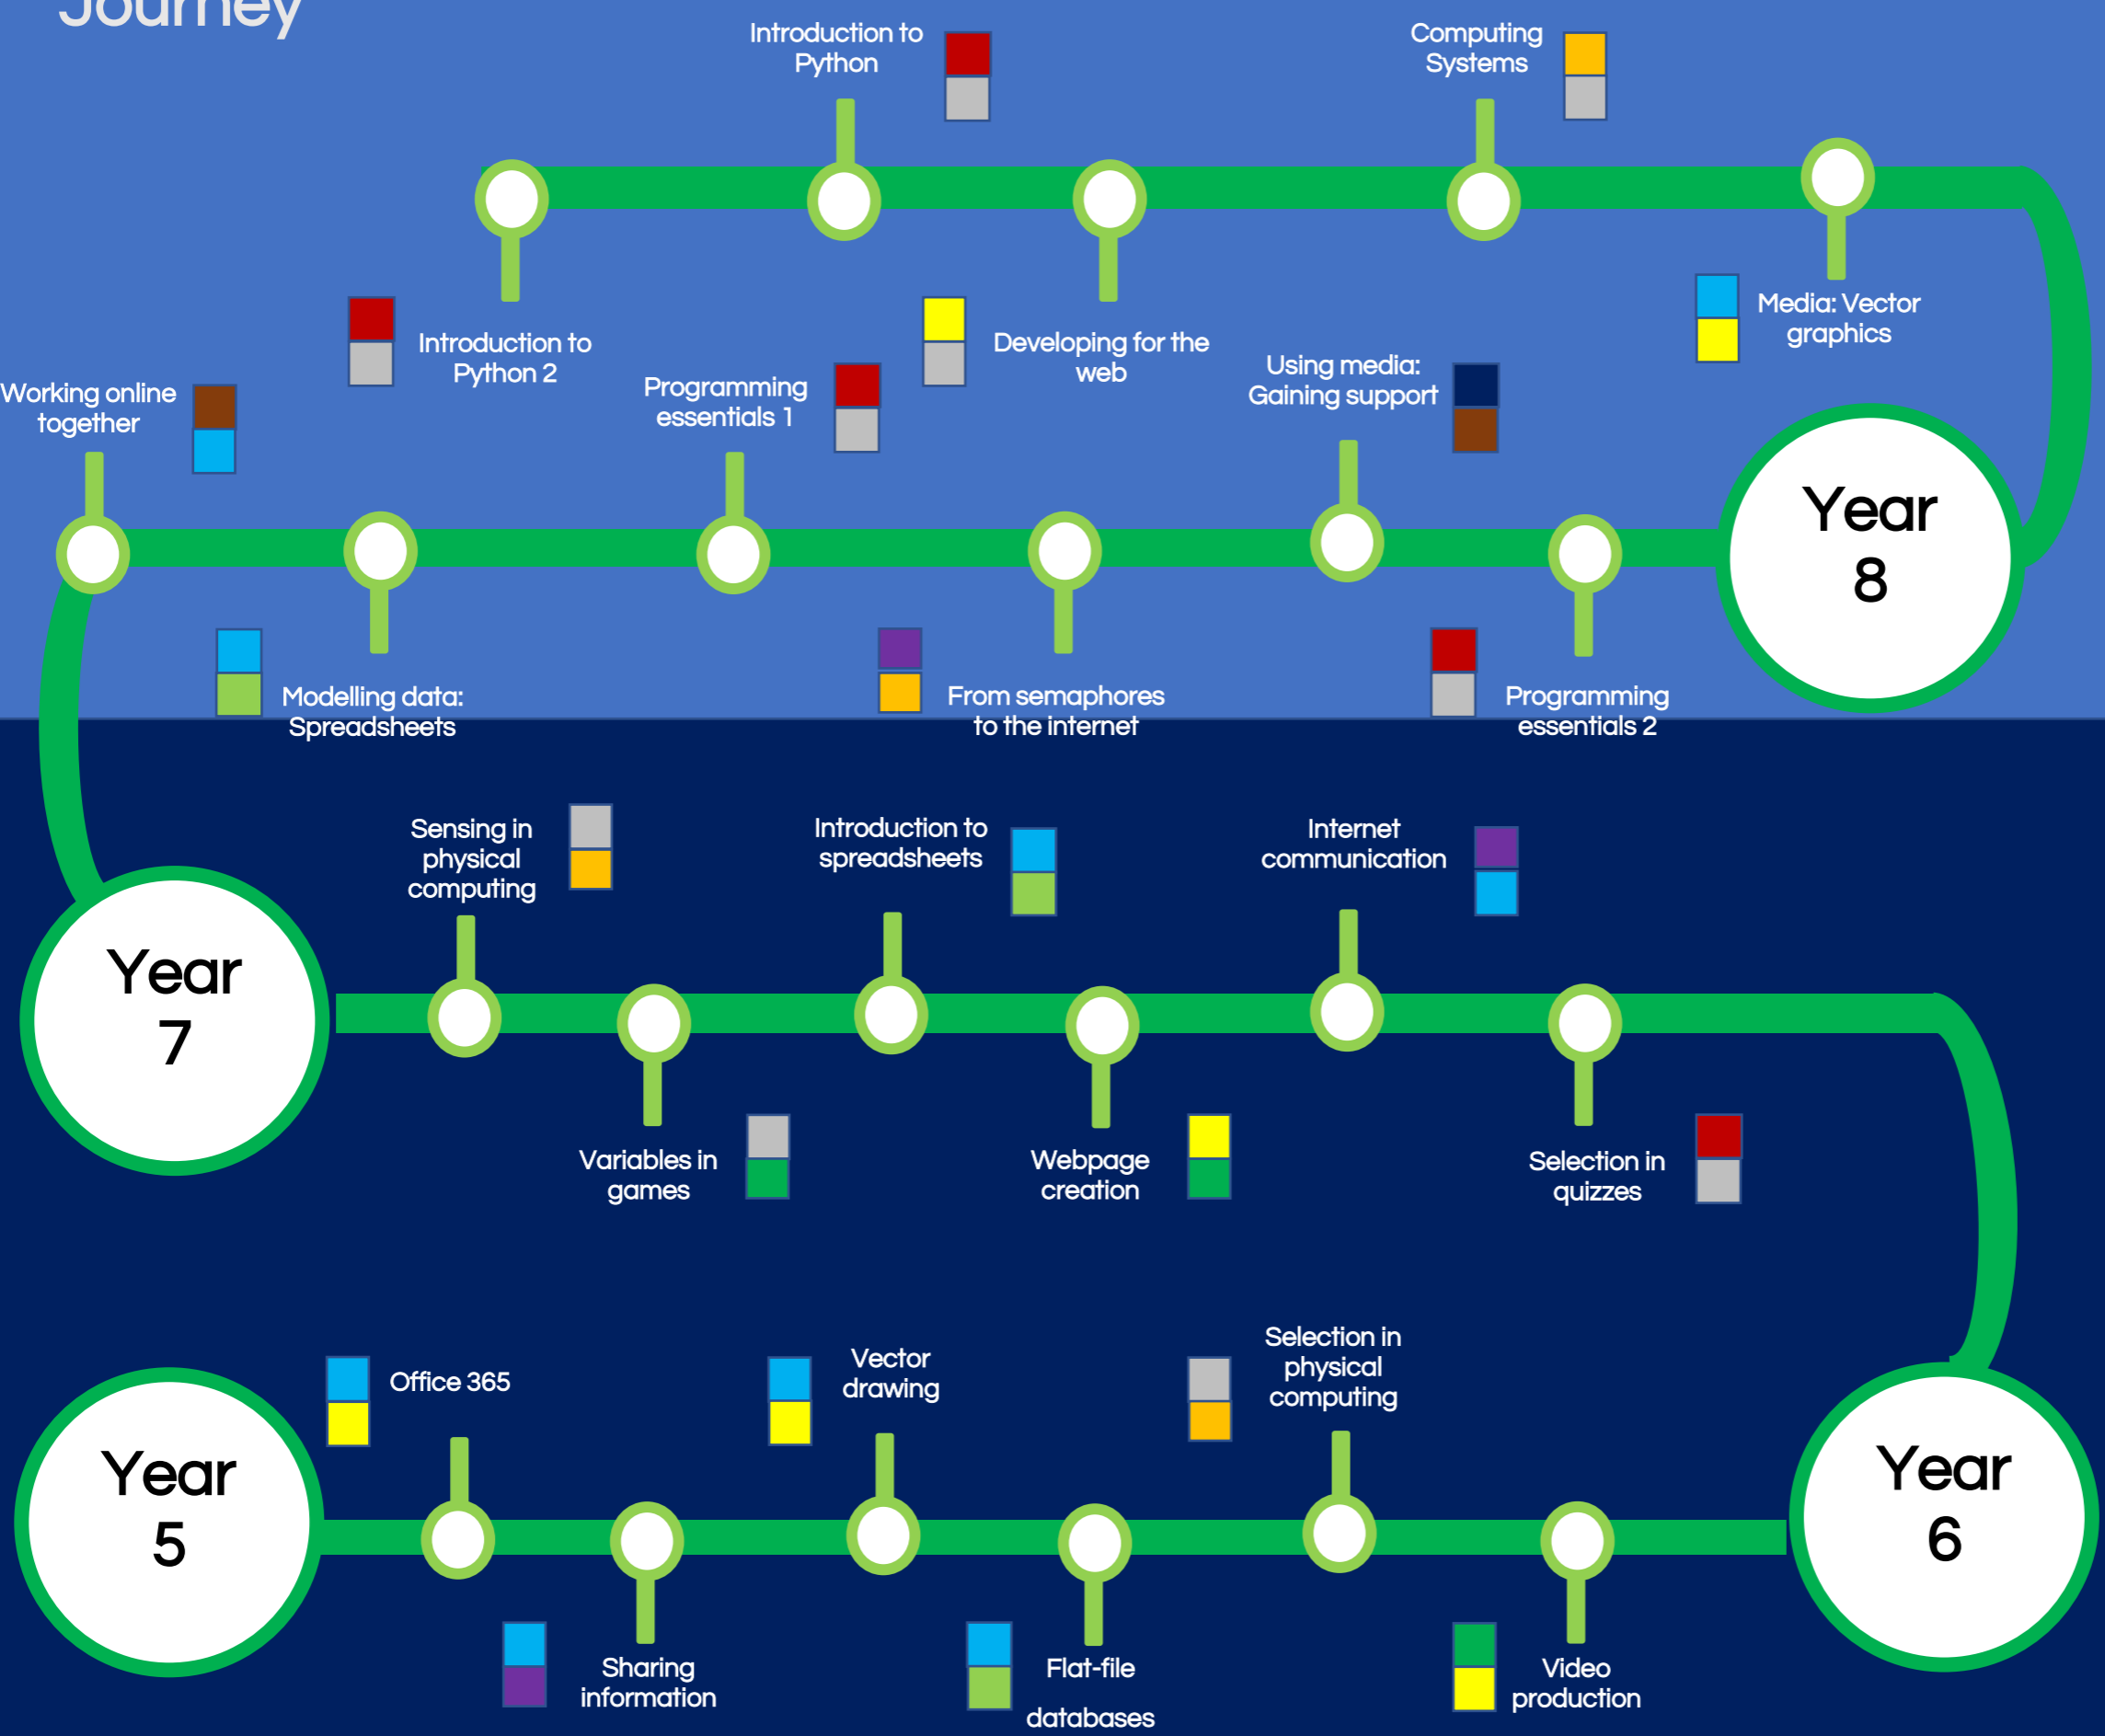 Journey
Introduction to
Python
Computing
Systems
Introduction to
Python 2
Developing for the
web
Media: Vector
graphics
Working online
together
Programming
essentials 1
Using media:
Gaining support
Year
8
Modelling data:
Spreadsheets
From semaphores
to the internet
Programming
essentials 2
Sensing in
physical
computing
Introduction to
spreadsheets
Internet
communication
Year
7
Variables in
games
Webpage
creation
Selection in
quizzes
Office 365
Vector
drawing
Selection in
physical
computing
Year
5
Year
6
Sharing
information
Flat-file
databases
Video
production